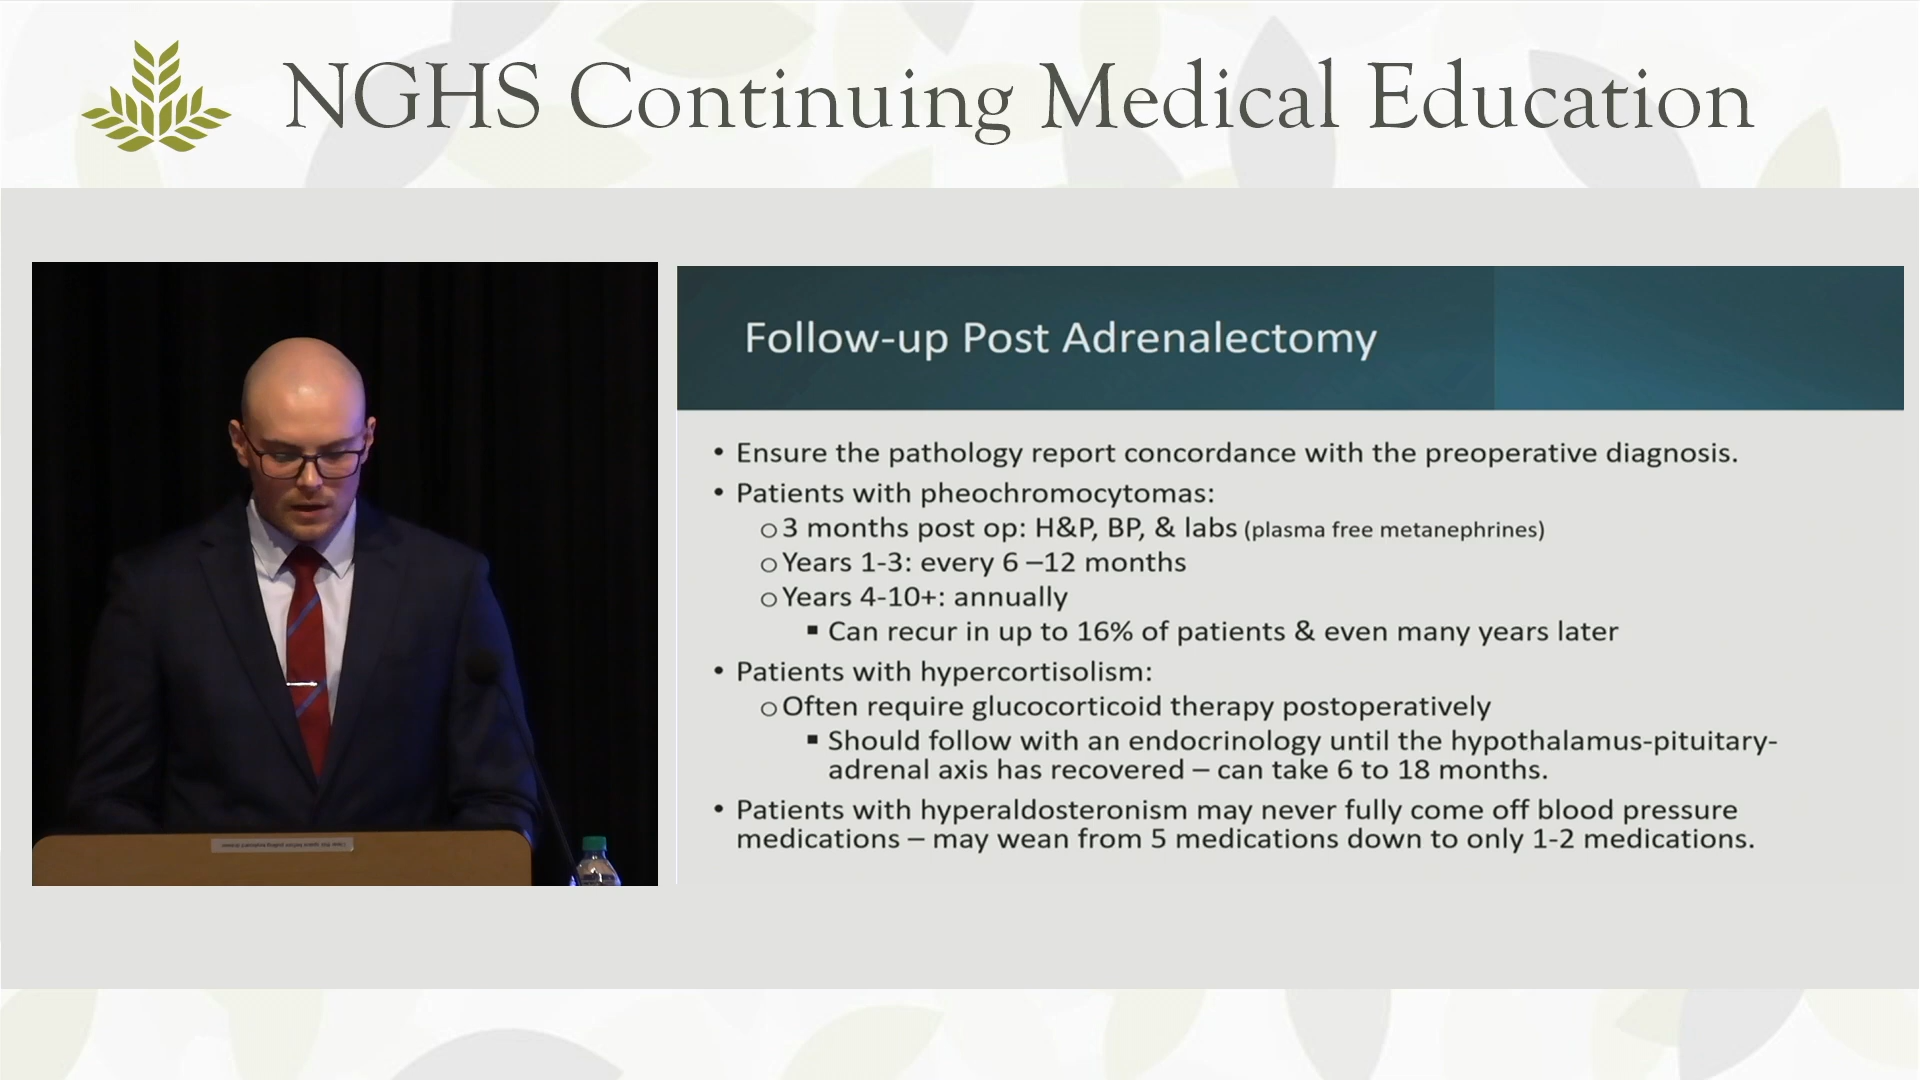 NGHS Continuing Medical Education
Follow-up Post Adrenalectomy
• Ensure the pathology report concordance with the preoperative diagnosis.
• Patients with pheochromocytomas:
o 3 months post op: H&P, BP, & labs (plasma free metanephrines)
o Years 1-3: every 6 –12 months
o Years 4-10+: annually
▪ Can recur in up to 16% of patients & even many years later
• Patients with hypercortisolism:
o Often require glucocorticoid therapy postoperatively
▪ Should follow with an endocrinology until the hypothalamus-pituitary-
adrenal axis has recovered – can take 6 to 18 months.
• Patients with hyperaldosteronism may never fully come off blood pressure
medications – may wean from 5 medications down to only 1-2 medications.